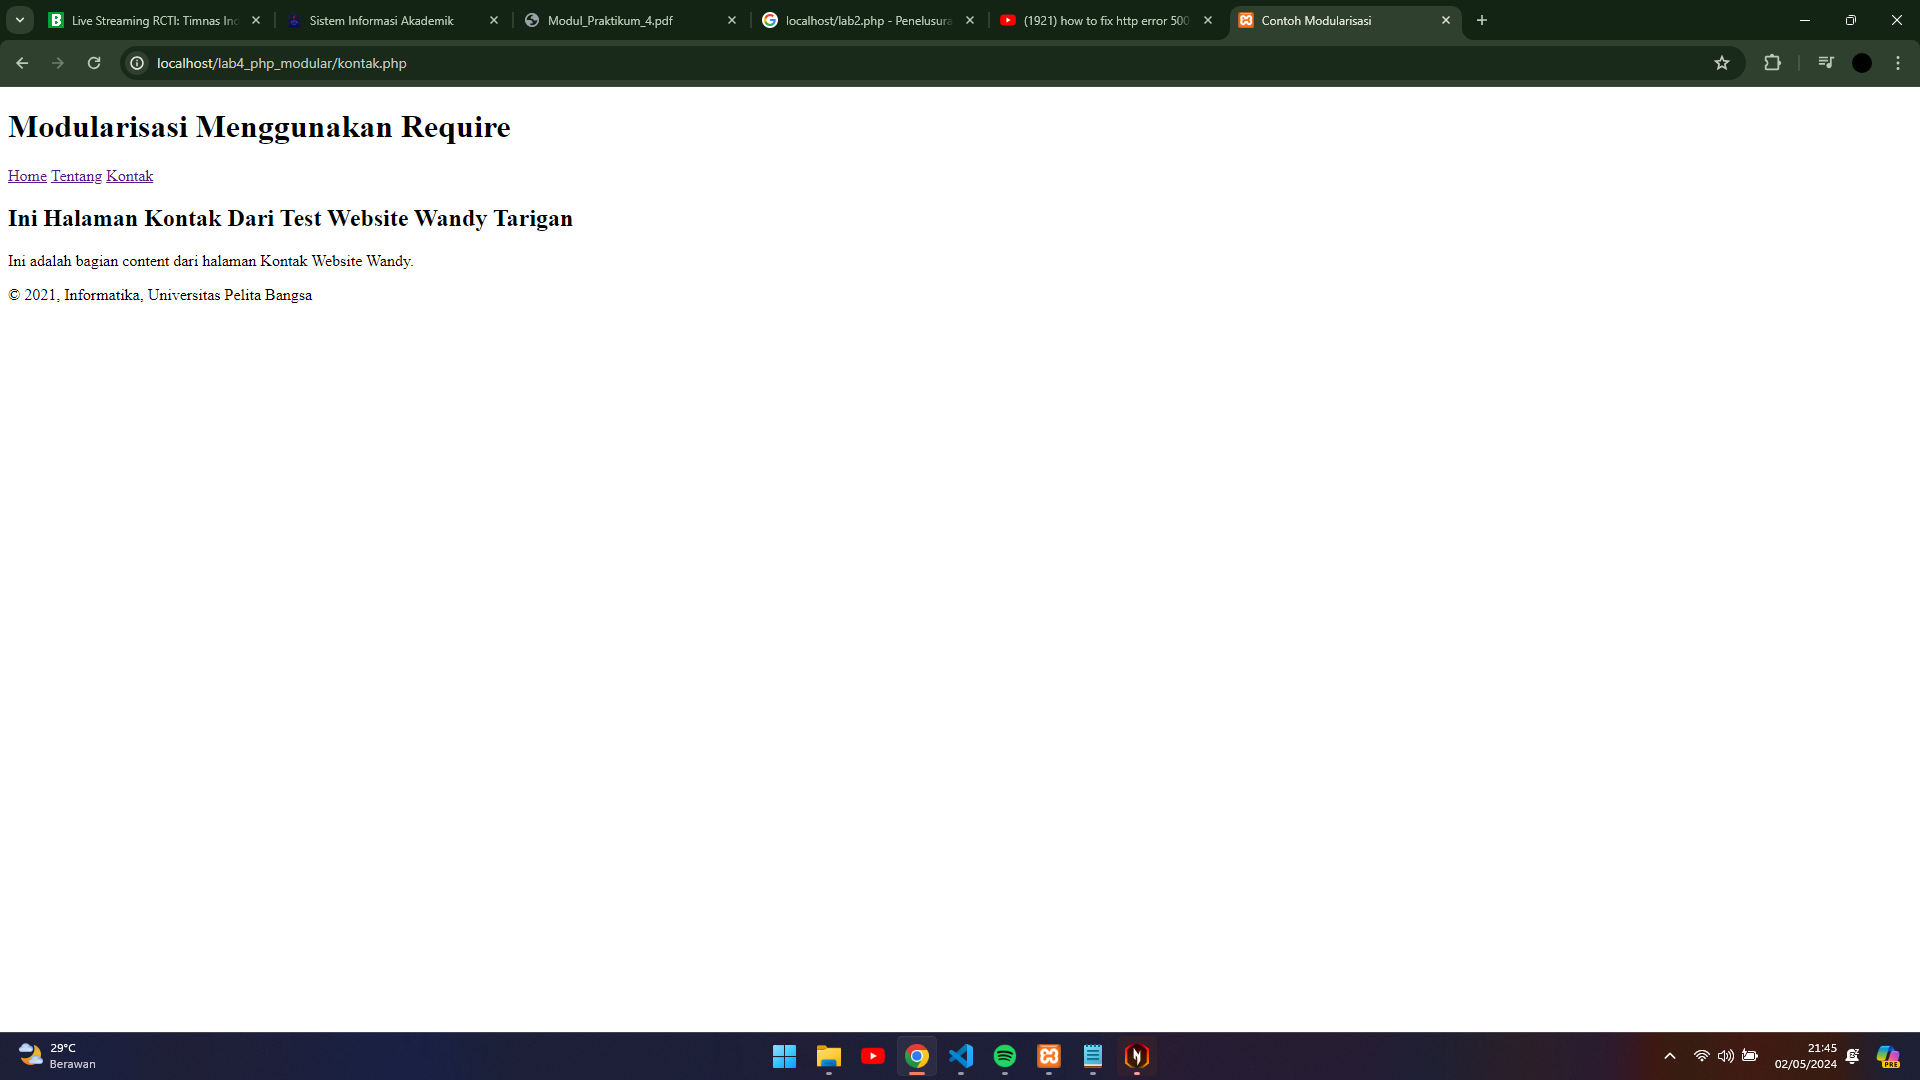 Live Streaming RCTI: Timnas Ind
Sistem Informasi Akademik
Modul_Praktikum_4.pdf
localhost/lab2.php - Penelusura
(1921) how to fix http error 500
Contoh Modularisasi
localhost/lab4_php_modular/kontak.php
Modularisasi Menggunakan Require
Home Tentang Kontak
Ini Halaman Kontak Dari Test Website Wandy Tarigan
Ini adalah bagian content dari halaman Kontak Website Wandy.
© 2021, Informatika, Universitas Pelita Bangsa
29°C
Berawan
21:45
02/05/2024
PRE